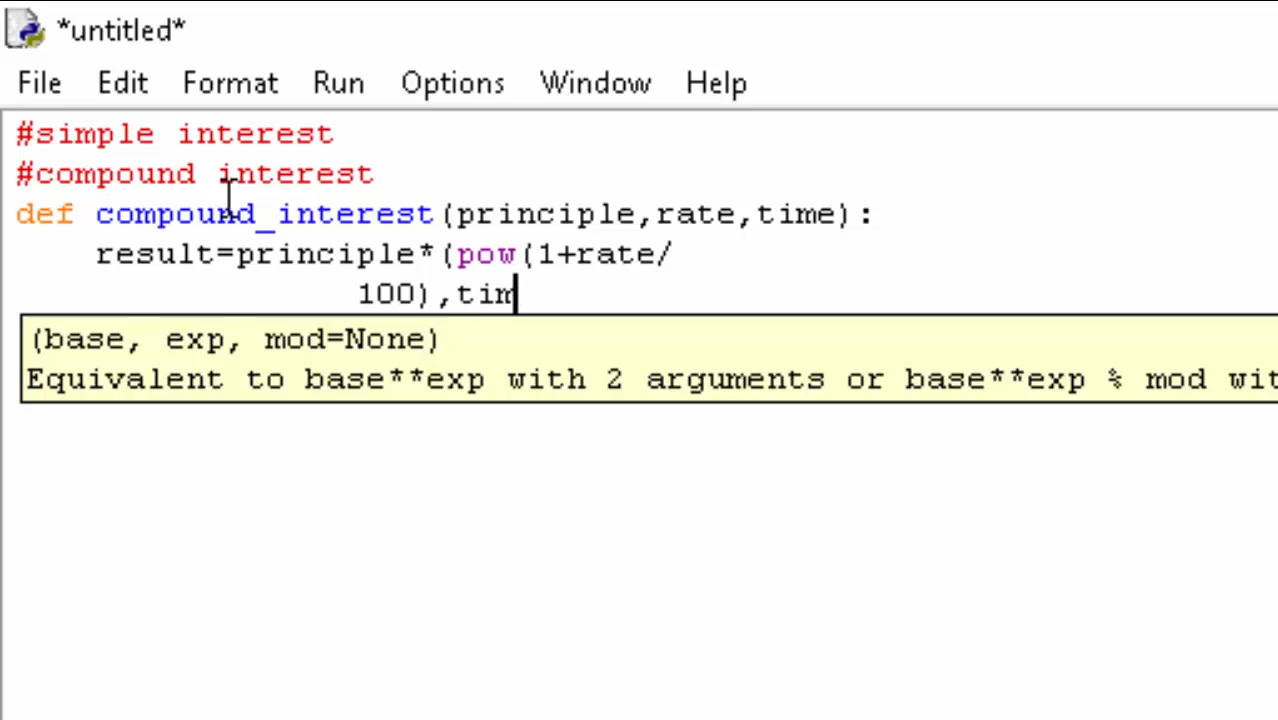 *untitled*
File Edit Format Run Options Window Help
#simple interest
#compound interest
def compound_interest(principle,rate,time):
    result=principle*(pow(1+rate/
                 100),tim
(base, exp, mod=None)
Equivalent to base**exp with 2 arguments or base**exp % mod wit